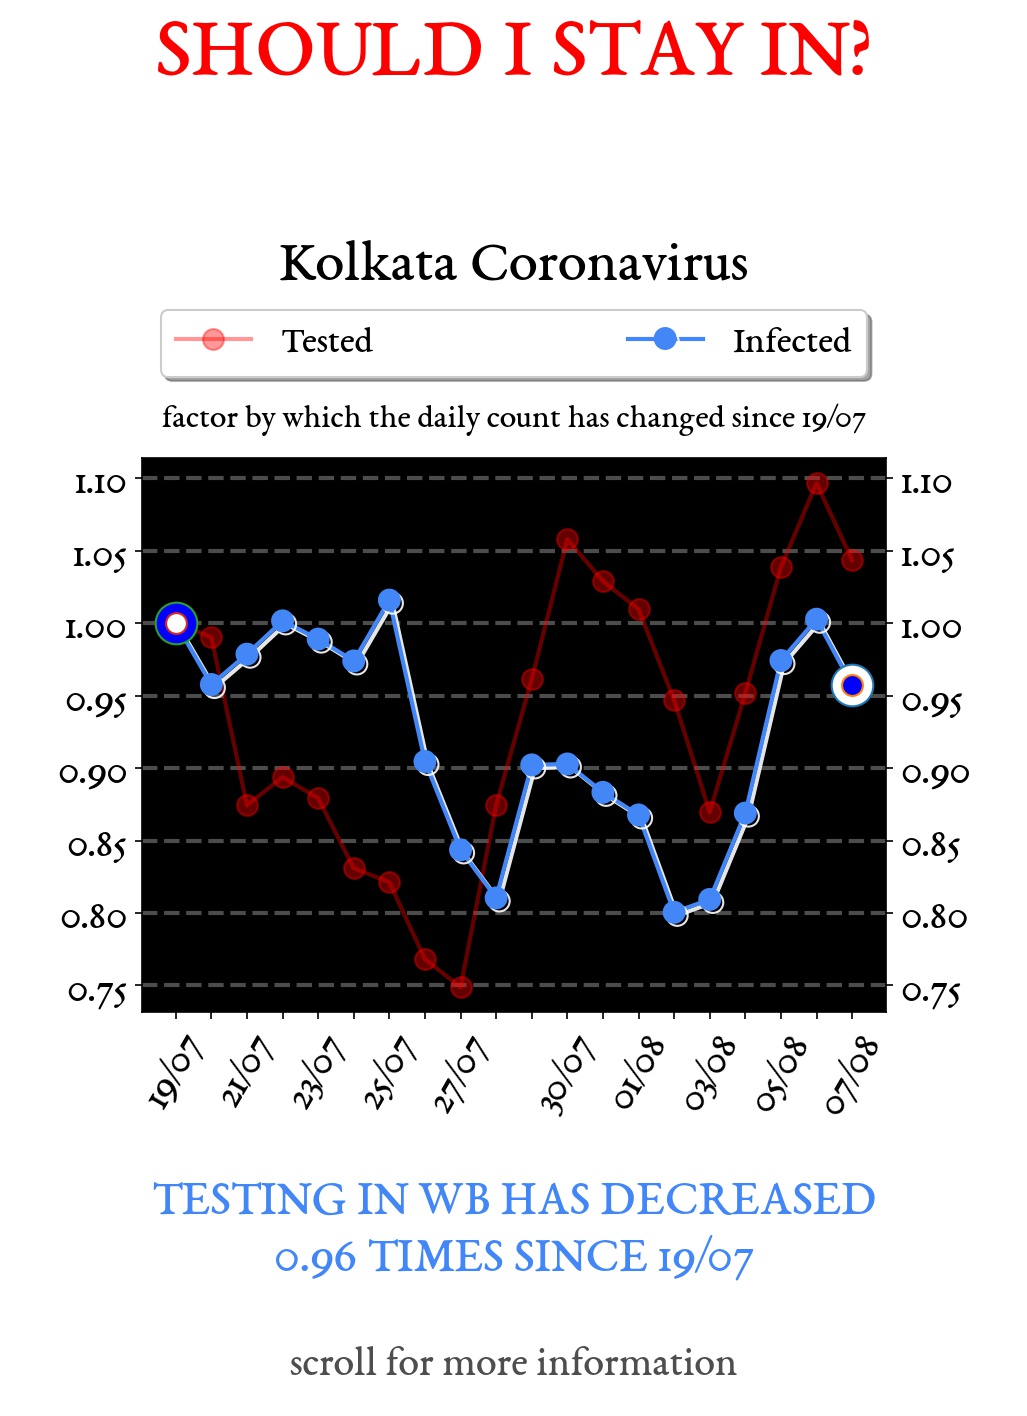 SHOULD I STAY IN?
Kolkata Coronavirus
Tested Infected
factor by which the daily count has changed since 19/07
1.10 1.10
1.05 1.05
1.00 1.00
0.95 0.95
0.90 0.90
0.85 0.85
0.80 0.80
0.75 0.75
19/07 21/07 23/07 25/07 27/07 30/07 01/08 03/08 05/08 07/08
TESTING IN WB HAS DECREASED
0.96 TIMES SINCE 19/07
scroll for more information